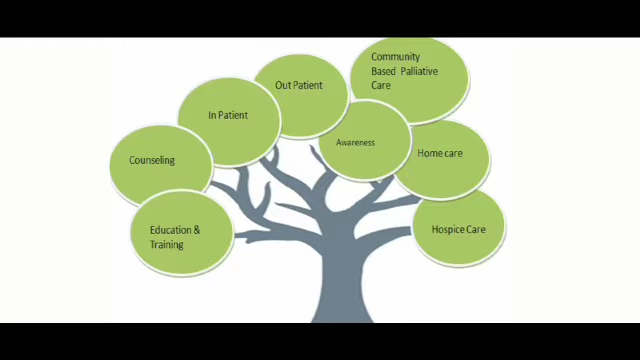 Community
Based Palliative
Care
Out Patient
In Patient
Awareness
Home care
Counseling
Hospice Care
Education &
Training